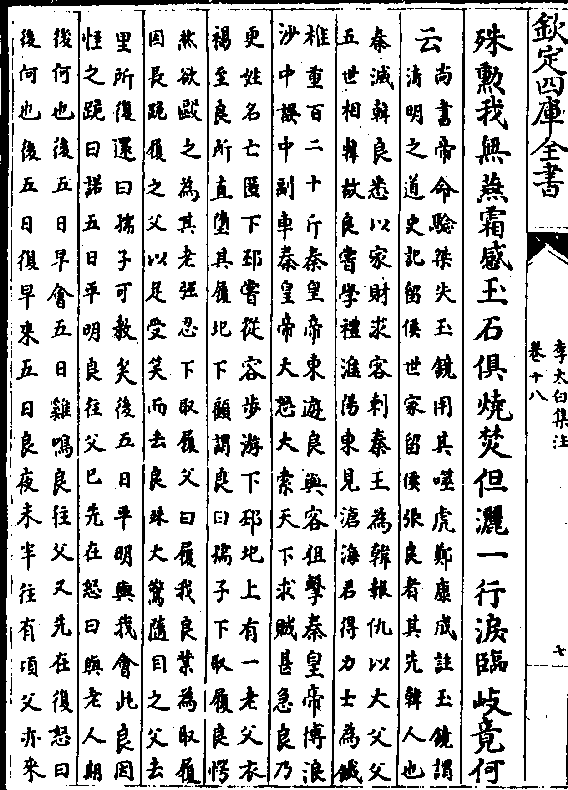 欽定四庫全書
李太白集注
卷十八
七
殊勳我無燕霜感玉石俱燒焚但灑一行淚臨歧竟何
云
尚書帝命驗桀失玉鏡用其噬虎鄭康成註玉鏡謂
清明之道史記留侯世家留侯張良者其先韓人也
秦滅韓良悉以家財求客刺秦王為韓報仇以大父父
五世相韓故良嘗學禮淮陽東見滄海君得力士為鐵
椎重百二十斤秦皇帝東遊良與客狙擊秦皇帝博浪
沙中誤中副車秦皇帝大怒大索天下求賊甚急良乃
更姓名亡匿下邳嘗從容步游下邳圯上有一老父衣
褐至良所直墮其履圯下顧謂良曰孺子下取履良愕
然欲毆之為其老强忍下取履父曰履我良業為取履
因長跪履之父以足受笑而去良殊大驚隨目之父去
里所復還曰孺子可教矣後五日平明與我會此良因
怪之跪曰諾五日平明良往父已先在怒曰與老人期
後何也後五日早會五日雞鳴良往父又先在復怒曰
後何也後五日復早來五日良夜未半往有頃父亦來